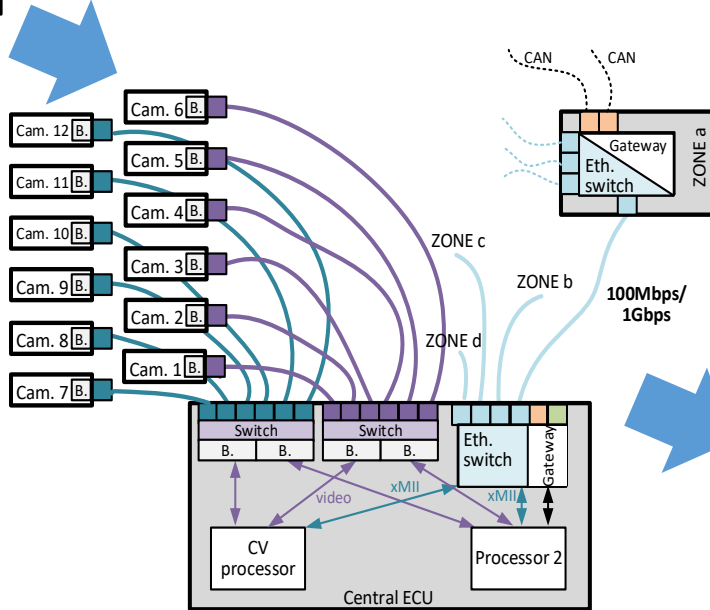 CAN
CAN
Cam. 6 B.
Cam. 12 B.
Cam. 5 B.
Cam. 11 B.
Cam. 4 B.
Cam. 10 B.
Cam. 3 B.
Cam. 9 B.
Cam. 2 B.
Cam. 8 B.
Cam. 1 B.
Cam. 7 B.
Gateway
Eth.
switch
ZONE a
ZONE c
ZONE b
ZONE d
100Mbps/
1Gbps
Switch
B. B.
Switch
B. B.
Eth.
switch
Gateway
video
xMII
xMII
CV
processor
Processor 2
Central ECU